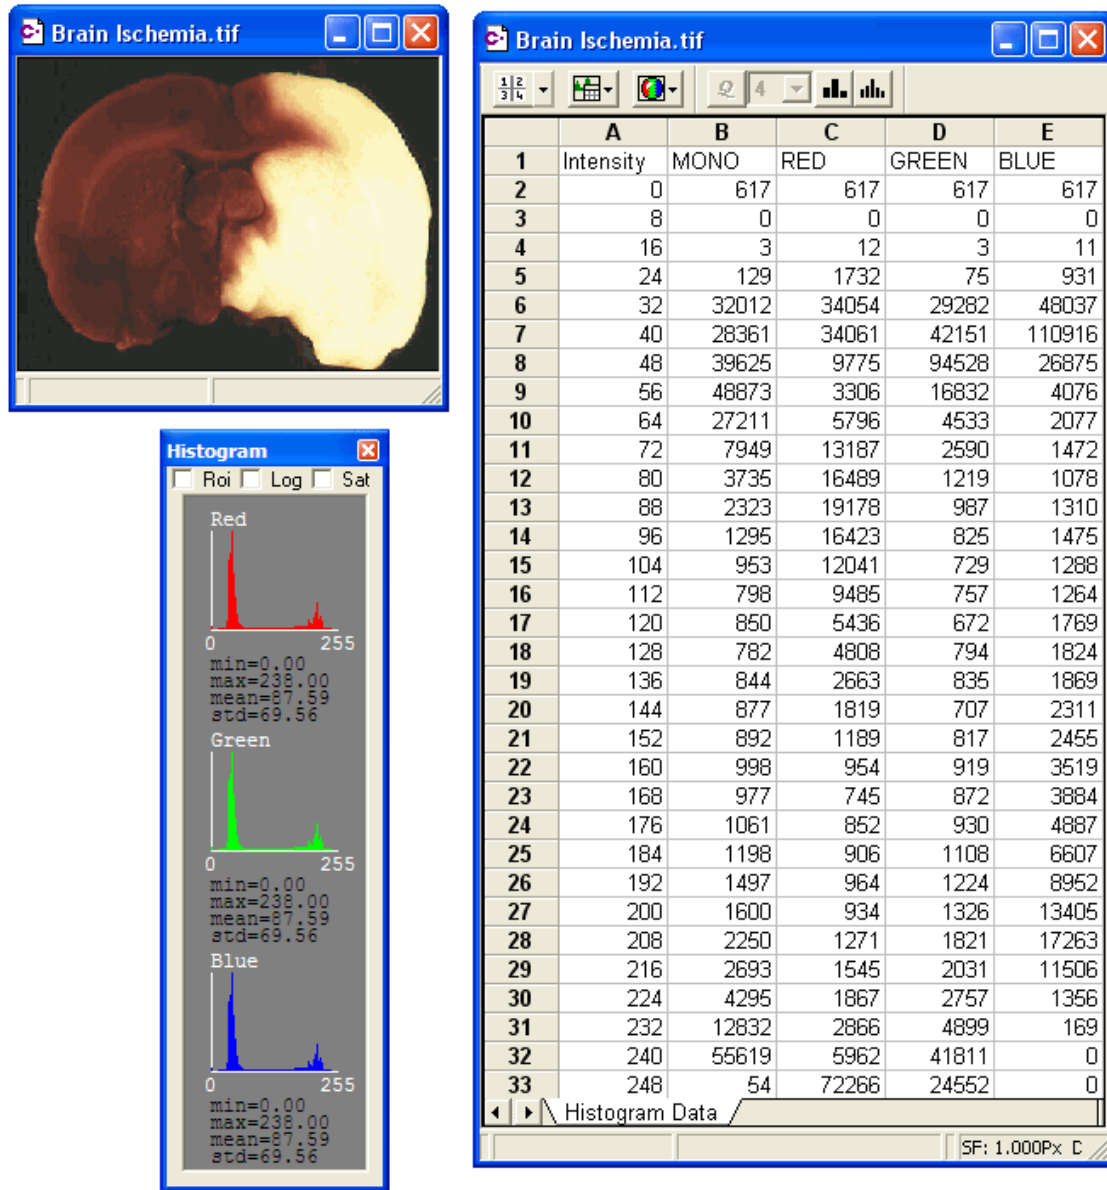 Brain Ischemia.tif
Histogram
Roi Log Sat
Red
0 255
min=0.00
max=238.00
mean=87.59
std=69.56
Green
0 255
min=0.00
max=238.00
mean=87.59
std=69.56
Blue
0 255
min=0.00
max=238.00
mean=87.59
std=69.56
Brain Ischemia.tif
1 2
3 4
Q 4
A B C D E
1 Intensity MONO RED GREEN BLUE
2 0 617 617 617 617
3 8 0 0 0 0
4 16 3 12 3 11
5 24 129 1732 75 931
6 32 32012 34054 29282 48037
7 40 28361 34061 42151 110916
8 48 39625 9775 94528 26875
9 56 48873 3306 16832 4076
10 64 27211 5796 4533 2077
11 72 7949 13187 2590 1472
12 80 3735 16489 1219 1078
13 88 2323 19178 987 1310
14 96 1295 16423 825 1475
15 104 953 12041 729 1288
16 112 798 9485 757 1264
17 120 850 5436 672 1769
18 128 782 4808 794 1824
19 136 844 2663 835 1869
20 144 877 1819 707 2311
21 152 892 1189 817 2455
22 160 998 954 919 3519
23 168 977 745 872 3884
24 176 1061 852 930 4887
25 184 1198 906 1108 6607
26 192 1497 964 1224 8952
27 200 1600 934 1326 13405
28 208 2250 1271 1821 17263
29 216 2693 1545 2031 11506
30 224 4295 1867 2757 1356
31 232 12832 2866 4899 169
32 240 55619 5962 41811 0
33 248 54 72266 24552 0
Histogram Data
SF: 1.000Px